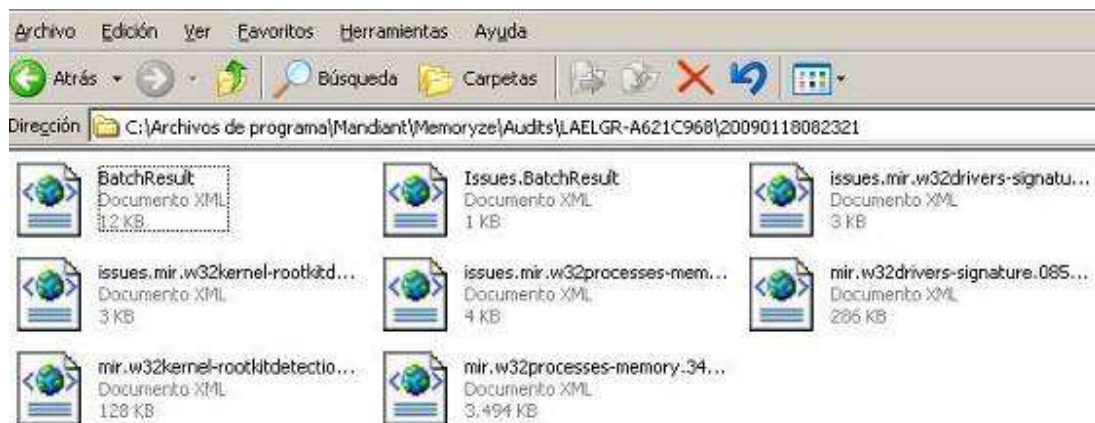 Archivo Edición Ver Favoritos Herramientas Ayuda
Atrás Búsqueda Carpetas
Dirección C:\Archivos de programa\Mandiant\Memoryze\Audits\LAELGR-A621C968\20090118082321
BatchResult
Documento XML
12 KB
Issues.BatchResult
Documento XML
1 KB
issues.mir.w32drivers-signatu...
Documento XML
3 KB
issues.mir.w32kernel-rootkitd...
Documento XML
3 KB
issues.mir.w32processes-mem...
Documento XML
4 KB
mir.w32drivers-signature.085...
Documento XML
286 KB
mir.w32kernel-rootkitdetectio...
Documento XML
128 KB
mir.w32processes-memory.34...
Documento XML
3.494 KB